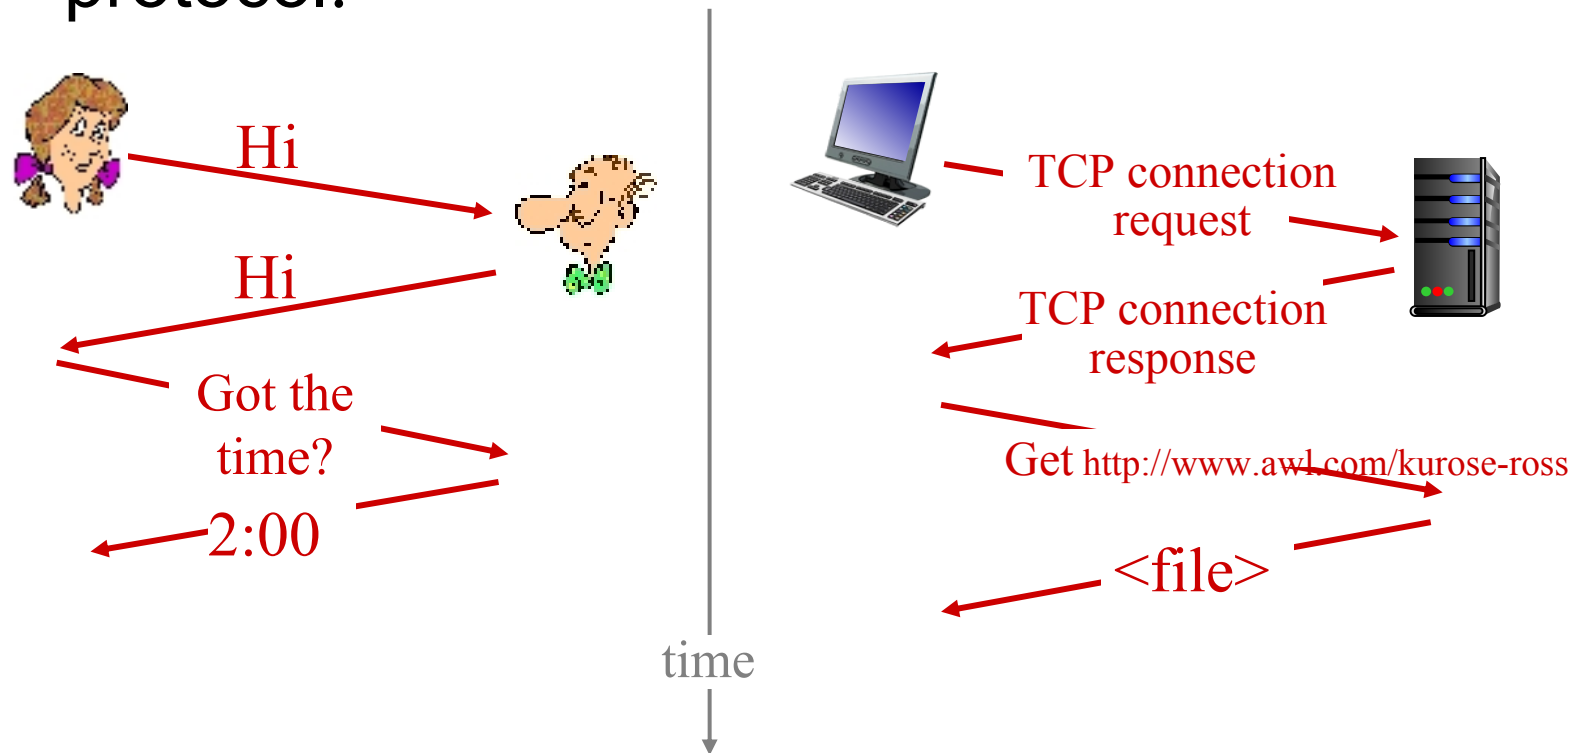 protocol:
Hi
Hi
Got the
time?
2:00
TCP connection
request
TCP connection
response
Get http://www.awl.com/kurose-ross
<file>
time